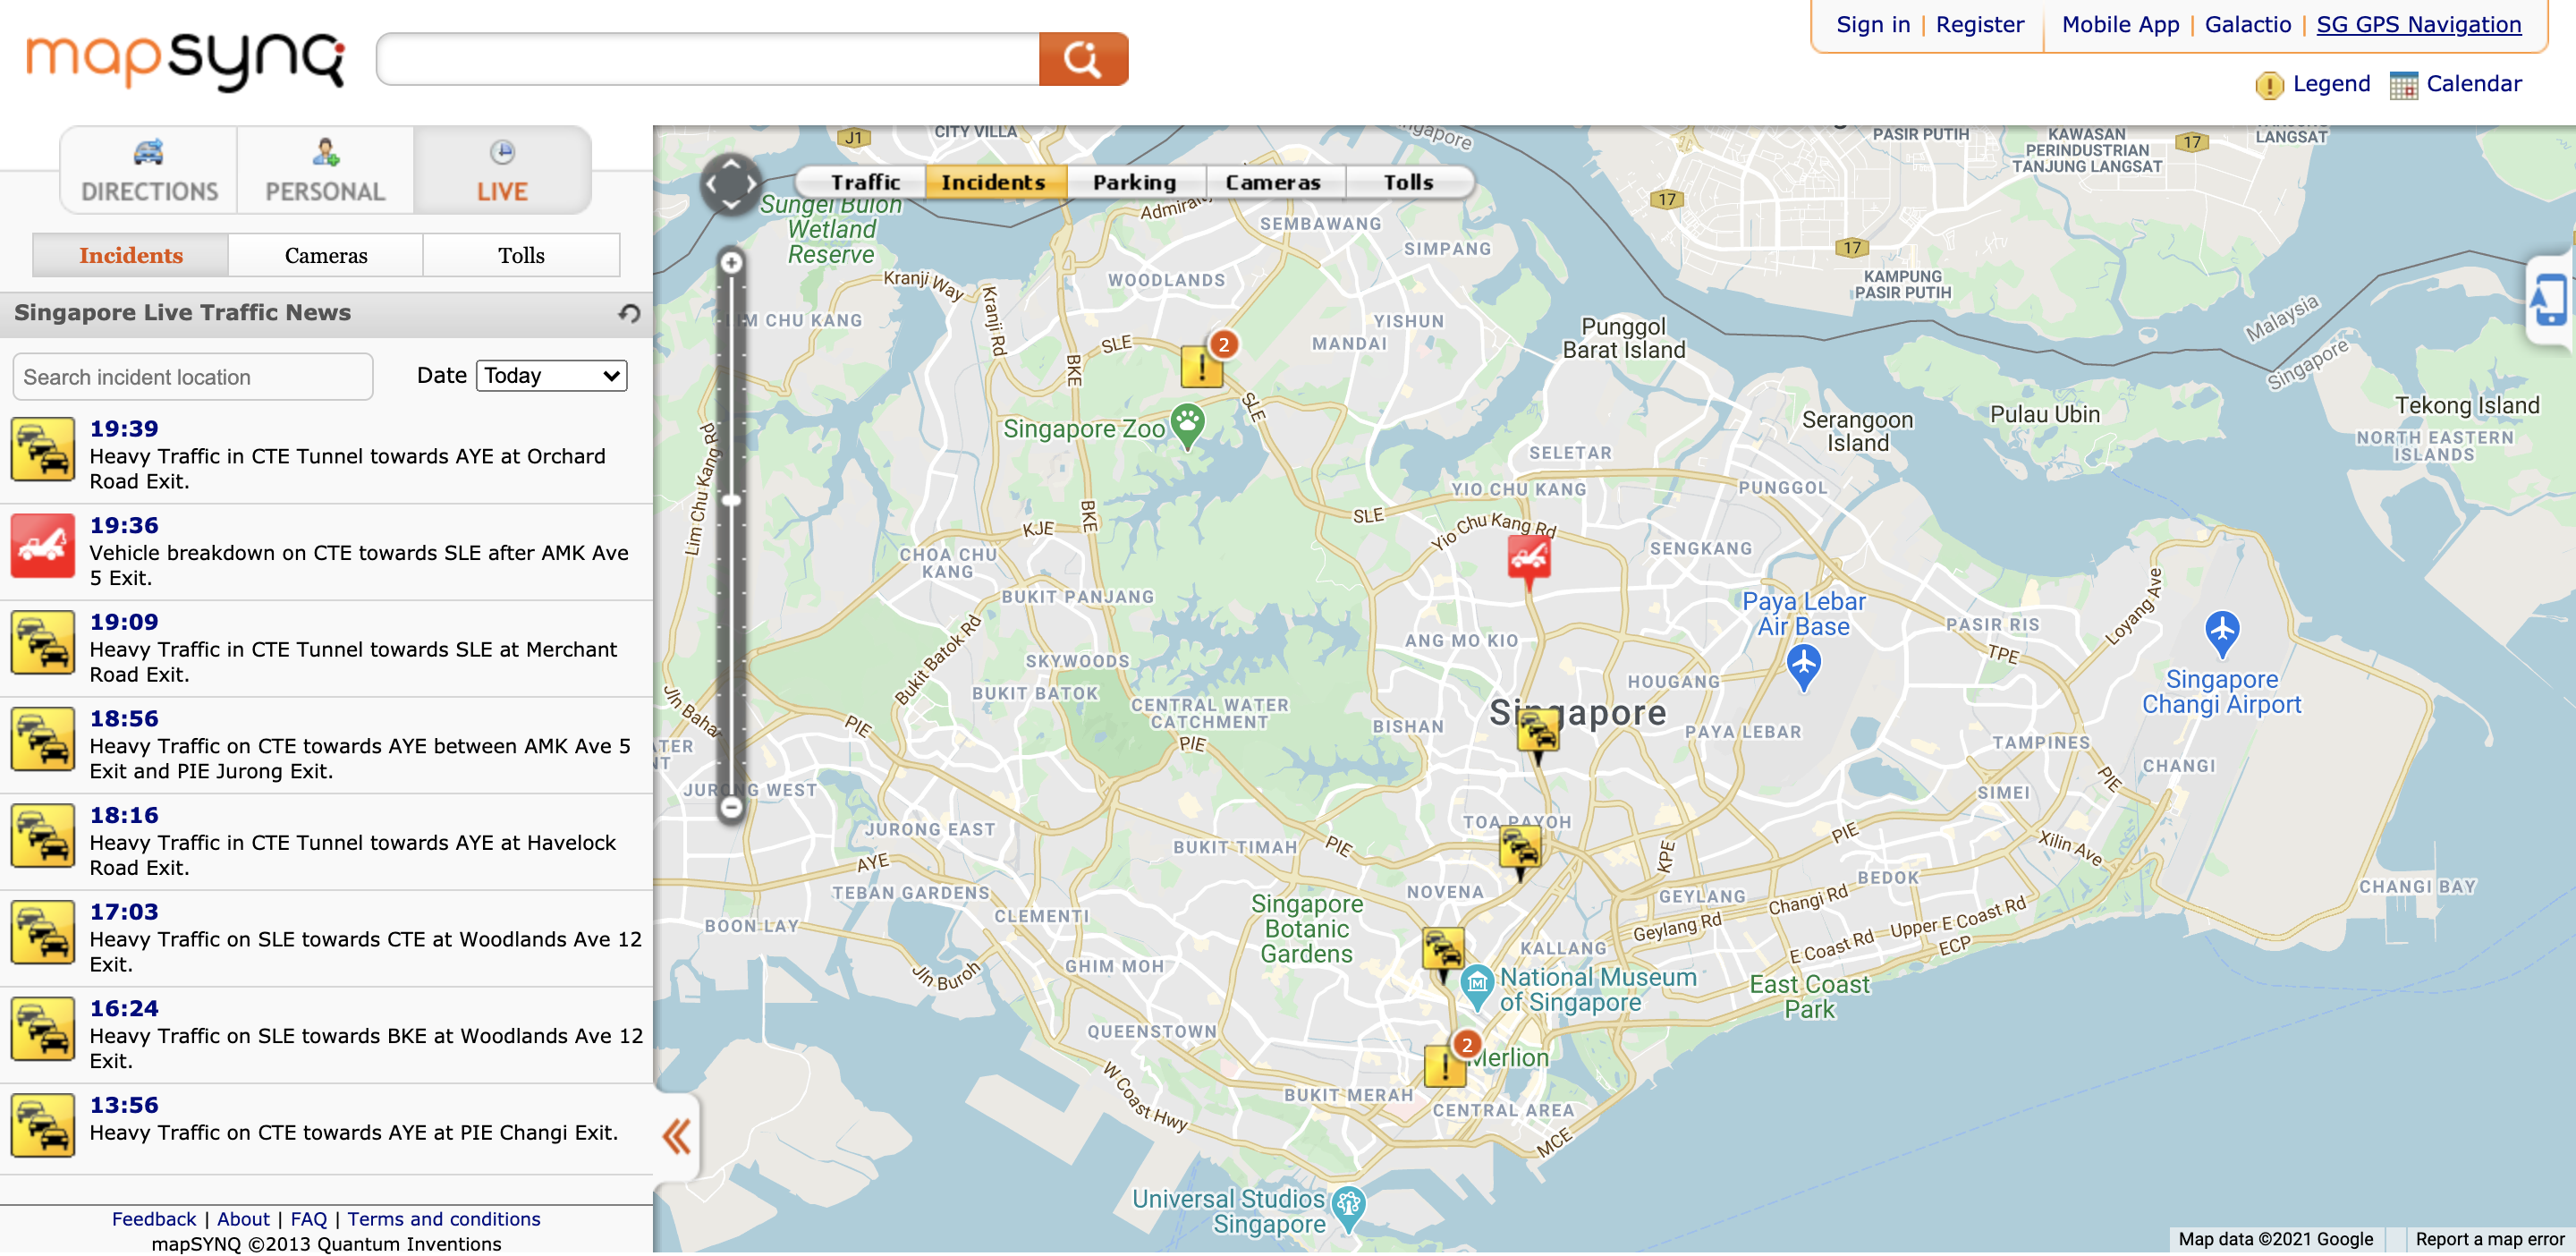 mapsynq
Sign in | Register
Mobile App | Galactio | SG GPS Navigation
Legend
Calendar
DIRECTIONS
PERSONAL
LIVE
Incidents
Cameras
Tolls
Singapore Live Traffic News
Search incident location
Date
Today
19:39
Heavy Traffic in CTE Tunnel towards AYE at Orchard
Road Exit.
19:36
Vehicle breakdown on CTE towards SLE after AMK Ave
5 Exit.
19:09
Heavy Traffic in CTE Tunnel towards SLE at Merchant
Road Exit.
18:56
Heavy Traffic on CTE towards AYE between AMK Ave 5
Exit and PIE Jurong Exit.
18:16
Heavy Traffic in CTE Tunnel towards AYE at Havelock
Road Exit.
17:03
Heavy Traffic on SLE towards CTE at Woodlands Ave 12
Exit.
16:24
Heavy Traffic on SLE towards BKE at Woodlands Ave 12
Exit.
13:56
Heavy Traffic on CTE towards AYE at PIE Changi Exit.
Feedback | About | FAQ | Terms and conditions
mapSYNQ ©2013 Quantum Inventions
Traffic
Incidents
Parking
Cameras
Tolls
J1
CITY VILLA
PASIR PUTIH
KAWASAN
PERINDUSTRIAN
TANJUNG LANGSAT
17
LANGSAT
17
17
KAMPUNG
PASIR PUTIH
Sungei Buloh
Wetland
Reserve
SEMBAWANG
SIMPANG
WOODLANDS
Kranji Way
Kranji Rd
LIM CHU KANG
YISHUN
MANDAI
SLE
BKE
2
SLE
Punggol
Barat Island
Malaysia
Singapore
Singapore Zoo
Serangoon
Island
Pulau Ubin
Tekong Island
NORTH EASTERN
ISLANDS
Lim Chu Kang Rd
SELETAR
YIO CHU KANG
PUNGGOL
BKE
KJE
SLE
Yio Chu Kang Rd
CHOA CHU
KANG
SENGKANG
BUKIT PANJANG
Paya Lebar
Air Base
Loyang Ave
PASIR RIS
ANG MO KIO
TPE
SKYWOODS
Bukit Batok Rd
BUKIT BATOK
HOUGANG
Singapore
Changi Airport
Jln Bahar
CENTRAL WATER
CATCHMENT
BISHAN
Singapore
PAYA LEBAR
PIE
PIE
TAMPINES
CHANGI
PIE
JURONG WEST
SIMEI
JURONG EAST
TOA PAYOH
BUKIT TIMAH
PIE
PIE
Xilin Ave
KPE
AYE
TEBAN GARDENS
NOVENA
BEDOK
CHANGI BAY
GEYLANG
Changi Rd
Singapore
Botanic
Gardens
CLEMENTI
BOON LAY
Geylang Rd
Upper E Coast Rd
E Coast Rd
ECP
KALLANG
GHIM MOH
Jln Buroh
National Museum
of Singapore
East Coast
Park
QUEENSTOWN
2
Merlion
W Coast Hwy
BUKIT MERAH
CENTRAL AREA
MCE
Universal Studios
Singapore
Map data ©2021 Google
Report a map error